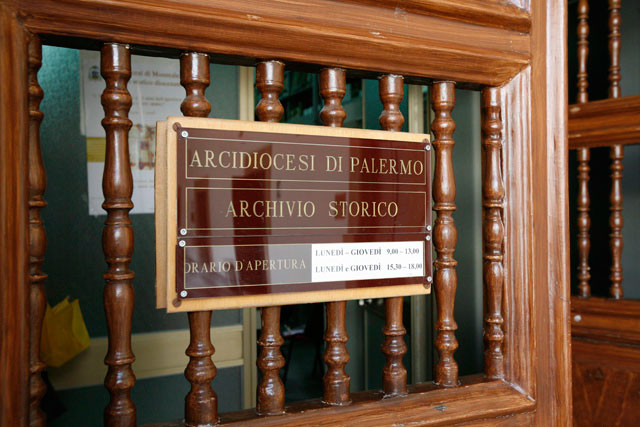 ARCIDIOCESI DI PALERMO
ARCHIVIO STORICO
ORARIO D'APERTURA
LUNEDÌ – GIOVEDÌ 9,00 – 13,00
LUNEDÌ e GIOVEDÌ 15,30 – 18,00